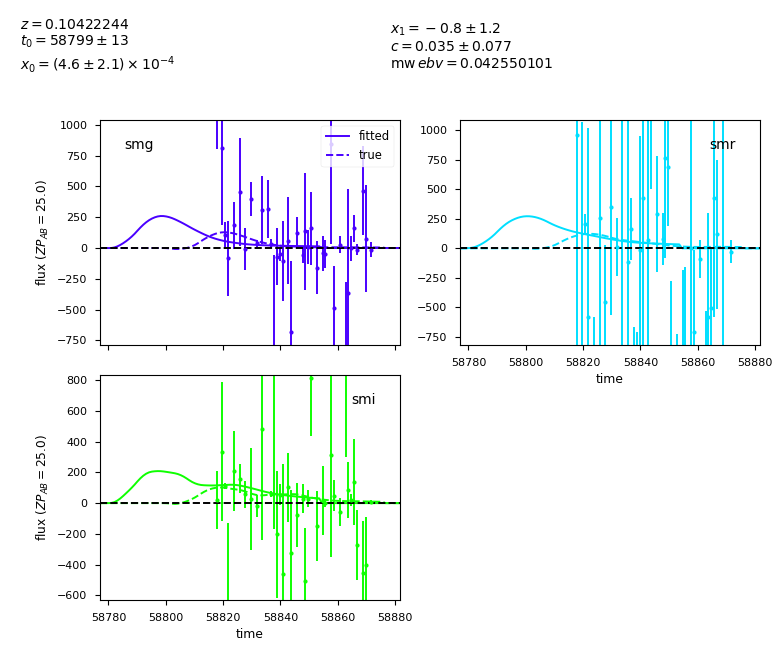 z = 0.10422244
t₀ = 58799 ± 13
x₀ = (4.6 ± 2.1) × 10⁻⁴
x₁ = −0.8 ± 1.2
c = 0.035 ± 0.077
mwebv = 0.042550101
1000
750
500
250
0
−250
−500
−750
flux (ZP_AB = 25.0)
smg
fitted
true
1000
750
500
250
0
−250
−500
−750
smr
58780 58800 58820 58840 58860 58880
time
800
600
400
200
0
−200
−400
−600
flux (ZP_AB = 25.0)
smi
58780 58800 58820 58840 58860 58880
time